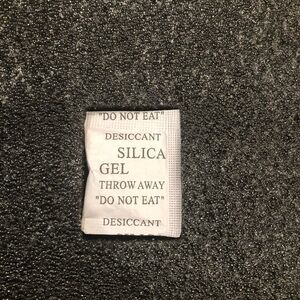 "DO NOT EAT"
DESICCANT
SILICA
GEL
THROW AWAY
"DO NOT EAT"
DESICCANT